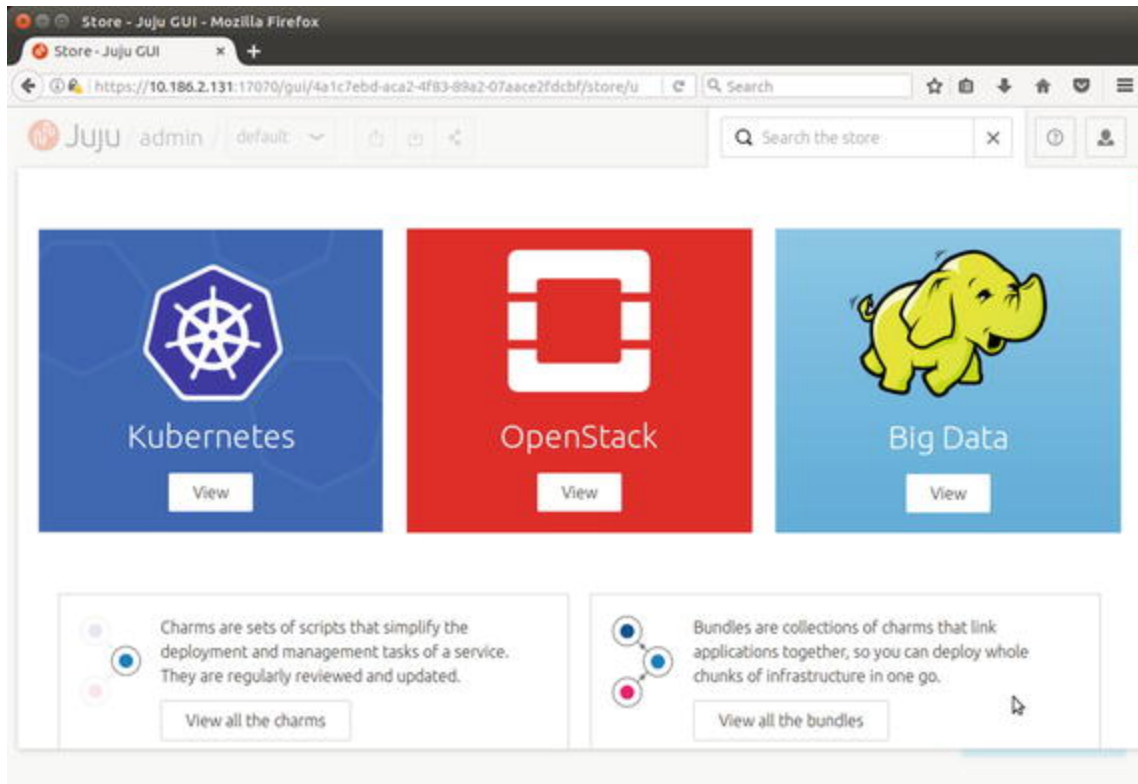 Store - Juju GUI - Mozilla Firefox
Store - Juju GUI
https://10.186.2.131:17070/gui/4a1c7ebd-aca2-4f83-89a2-07aace2fdcbf/store/u
Search
JUJU / admin / default
Search the store
Kubernetes
OpenStack
Big Data
View
View
View
Charms are sets of scripts that simplify the
deployment and management tasks of a service.
They are regularly reviewed and updated.
View all the charms
Bundles are collections of charms that link
applications together, so you can deploy whole
chunks of infrastructure in one go.
View all the bundles